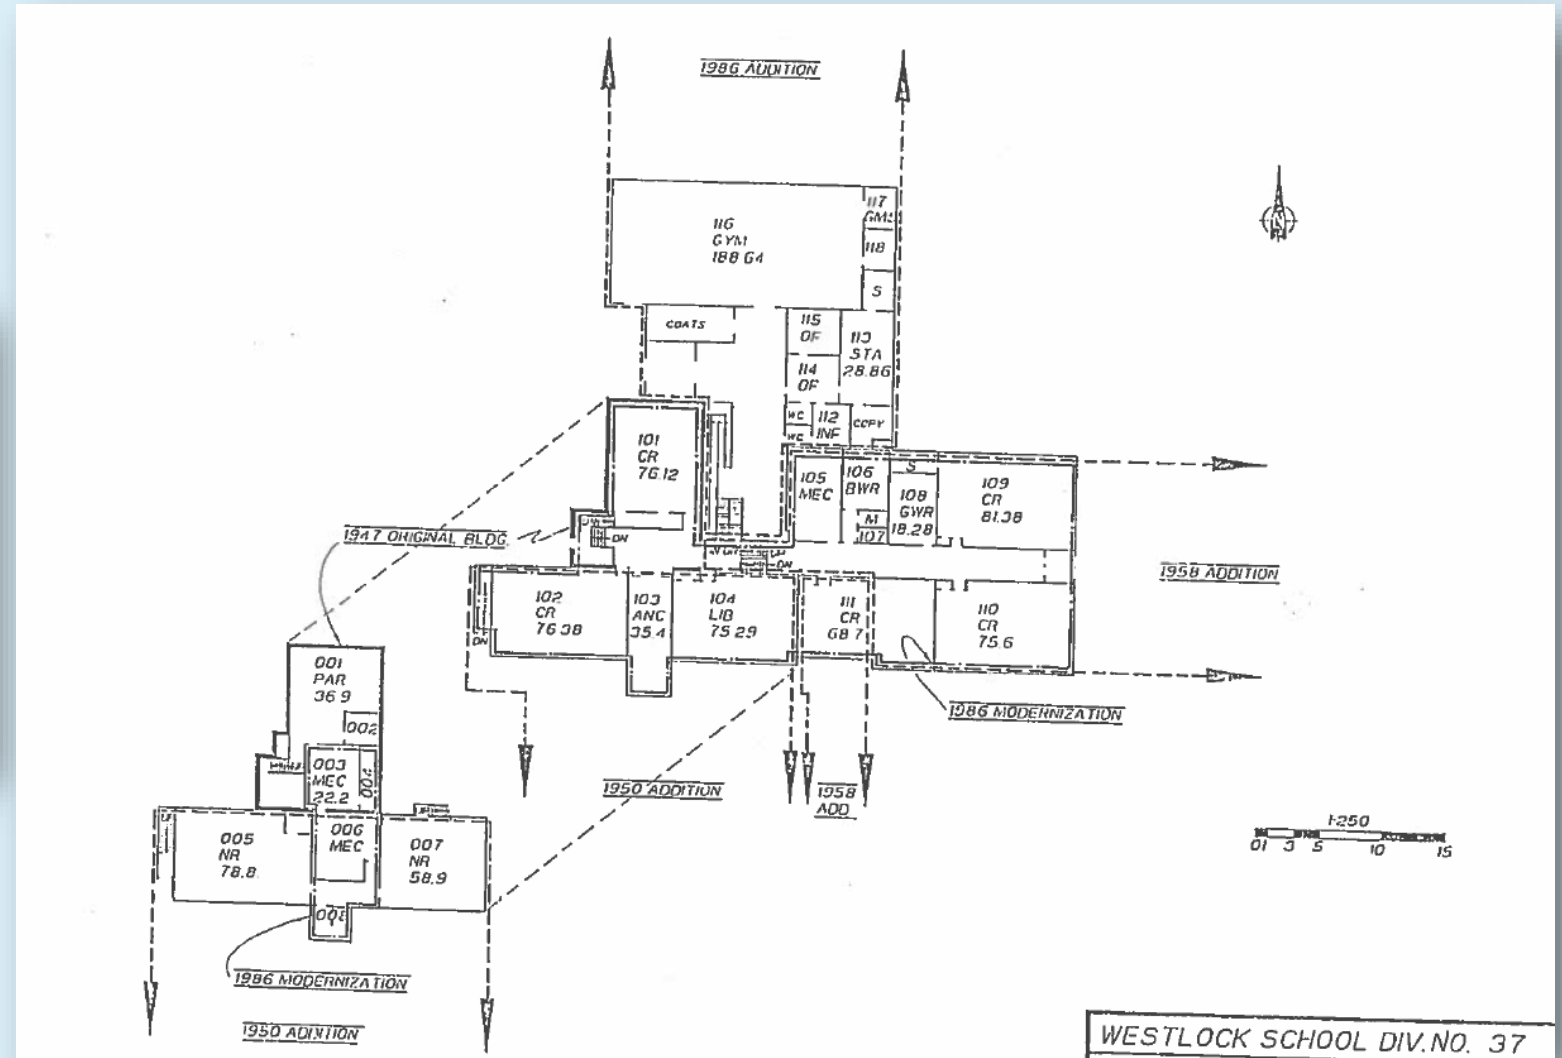 1986 ADDITION
117
GMS
116
GYM
188 64
118
S
COATS
115
OF
113
STA
28.86
114
OF
WC
112
INF
COPY
WC
101
CR
76.12
105
MEC
106
BWR
S
108
GWR
18.28
109
CR
81.38
M
107
1947 ORIGINAL BLDG.
DN
DN
1958 ADDITION
102
CR
76.38
103
ANC
35.4
104
LIB
75.29
111
CR
68 7
110
CR
75.6
DN
001
PAR
36 9
002
1986 MODERNIZATION
003
MEC
22.2
004
1950 ADDITION
1958
ADD
1:250
01 3 5 10 15
005
NR
78.8
006
MEC
007
NR
58.9
008
1986 MODERNIZATION
1950 ADDITION
WESTLOCK SCHOOL DIV.NO. 37